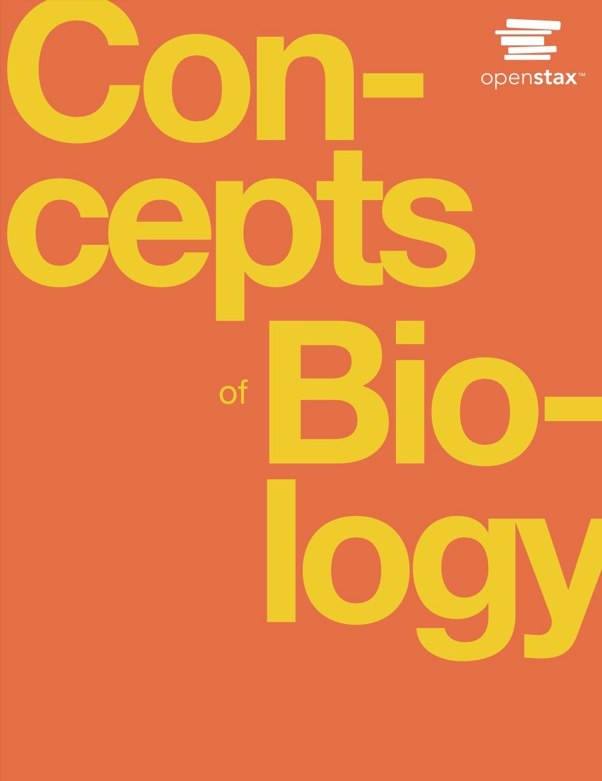 openstax™
Con-
cepts
of Bio-
logy